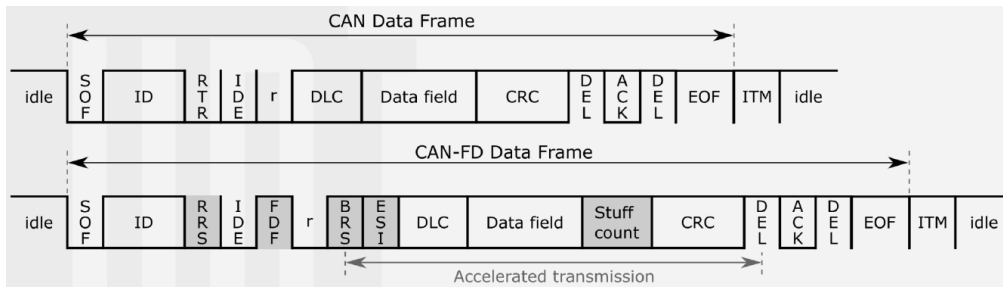 CAN Data Frame
idle SOF ID RTR IDE r DLC Data field CRC DEL ACK DEL EOF ITM idle
CAN-FD Data Frame
idle SOF ID RRS IDE FDF r BRS ESI DLC Data field Stuff count CRC DEL ACK DEL EOF ITM idle
Accelerated transmission